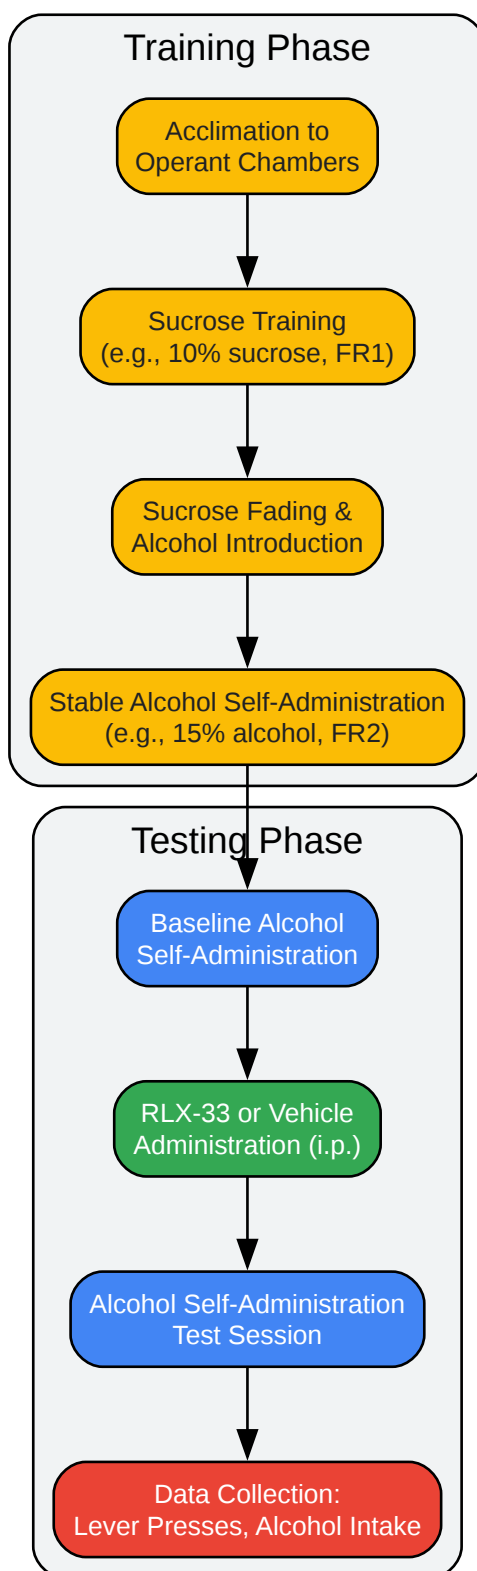 Training Phase
Acclimation to
Operant Chambers
Sucrose Training
(e.g., 10% sucrose, FR1)
Sucrose Fading &
Alcohol Introduction
Stable Alcohol Self-Administration
(e.g., 15% alcohol, FR2)
Testing Phase
Baseline Alcohol
Self-Administration
RLX-33 or Vehicle
Administration (i.p.)
Alcohol Self-Administration
Test Session
Data Collection:
Lever Presses, Alcohol Intake